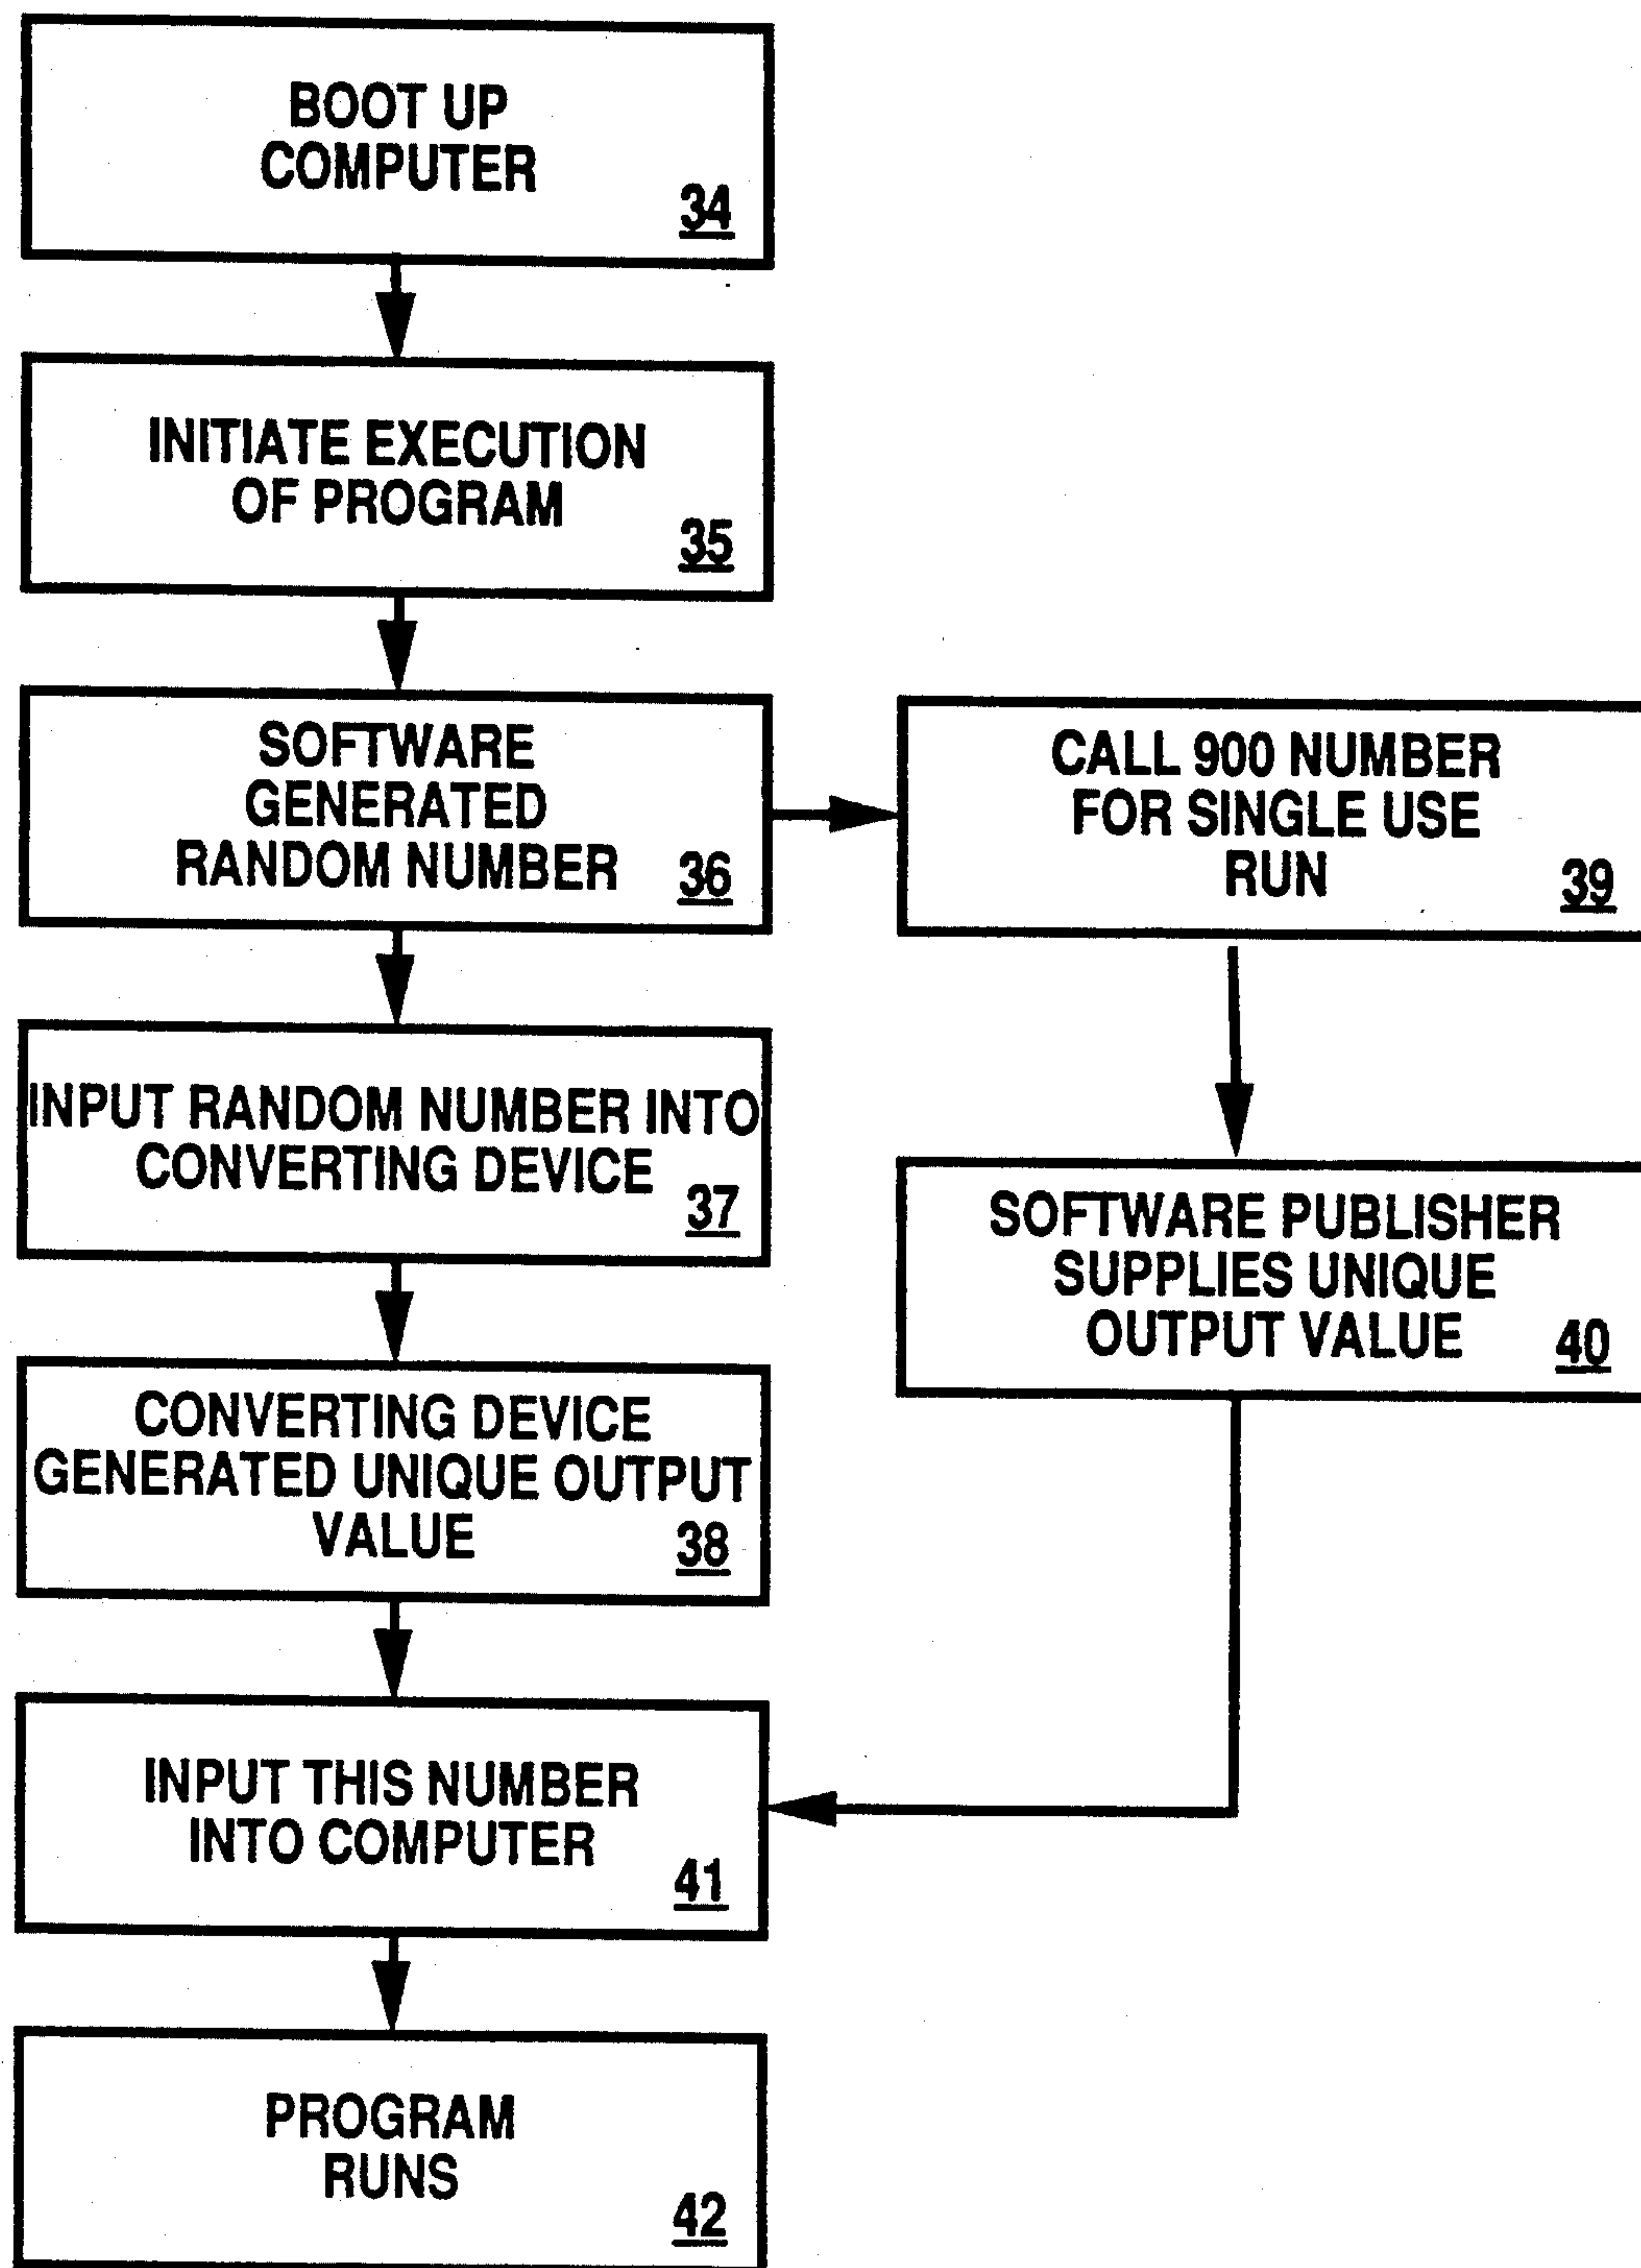 BOOT UP
COMPUTER
34
INITIATE EXECUTION
OF PROGRAM
35
SOFTWARE
GENERATED
RANDOM NUMBER
36
CALL 900 NUMBER
FOR SINGLE USE
RUN
39
INPUT RANDOM NUMBER INTO
CONVERTING DEVICE
37
SOFTWARE PUBLISHER
SUPPLIES UNIQUE
OUTPUT VALUE
40
CONVERTING DEVICE
GENERATED UNIQUE OUTPUT
VALUE
38
INPUT THIS NUMBER
INTO COMPUTER
41
PROGRAM
RUNS
42